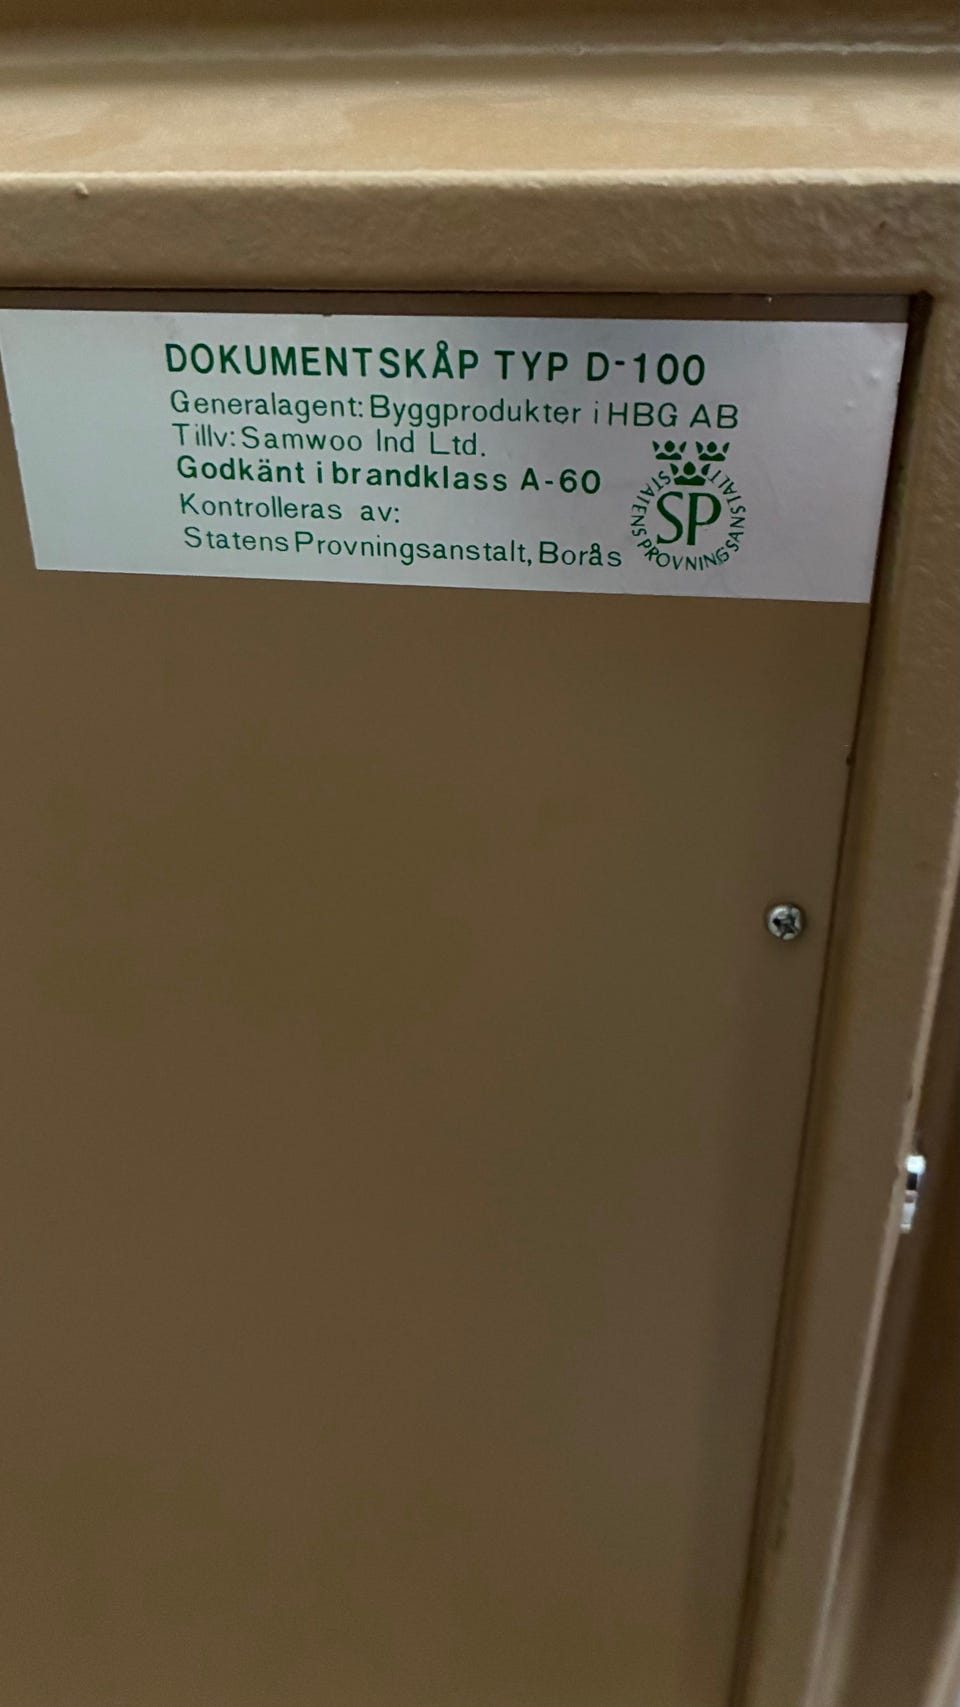 DOKUMENTSKÅP TYP D-100
Generalagent: Byggprodukter i HBG AB
Tillv: Samwoo Ind Ltd.
Godkänt i brandklass A-60
Kontrolleras av:
Statens Provningsanstalt, Borås
SP
STATENS PROVNINGSANSTALT